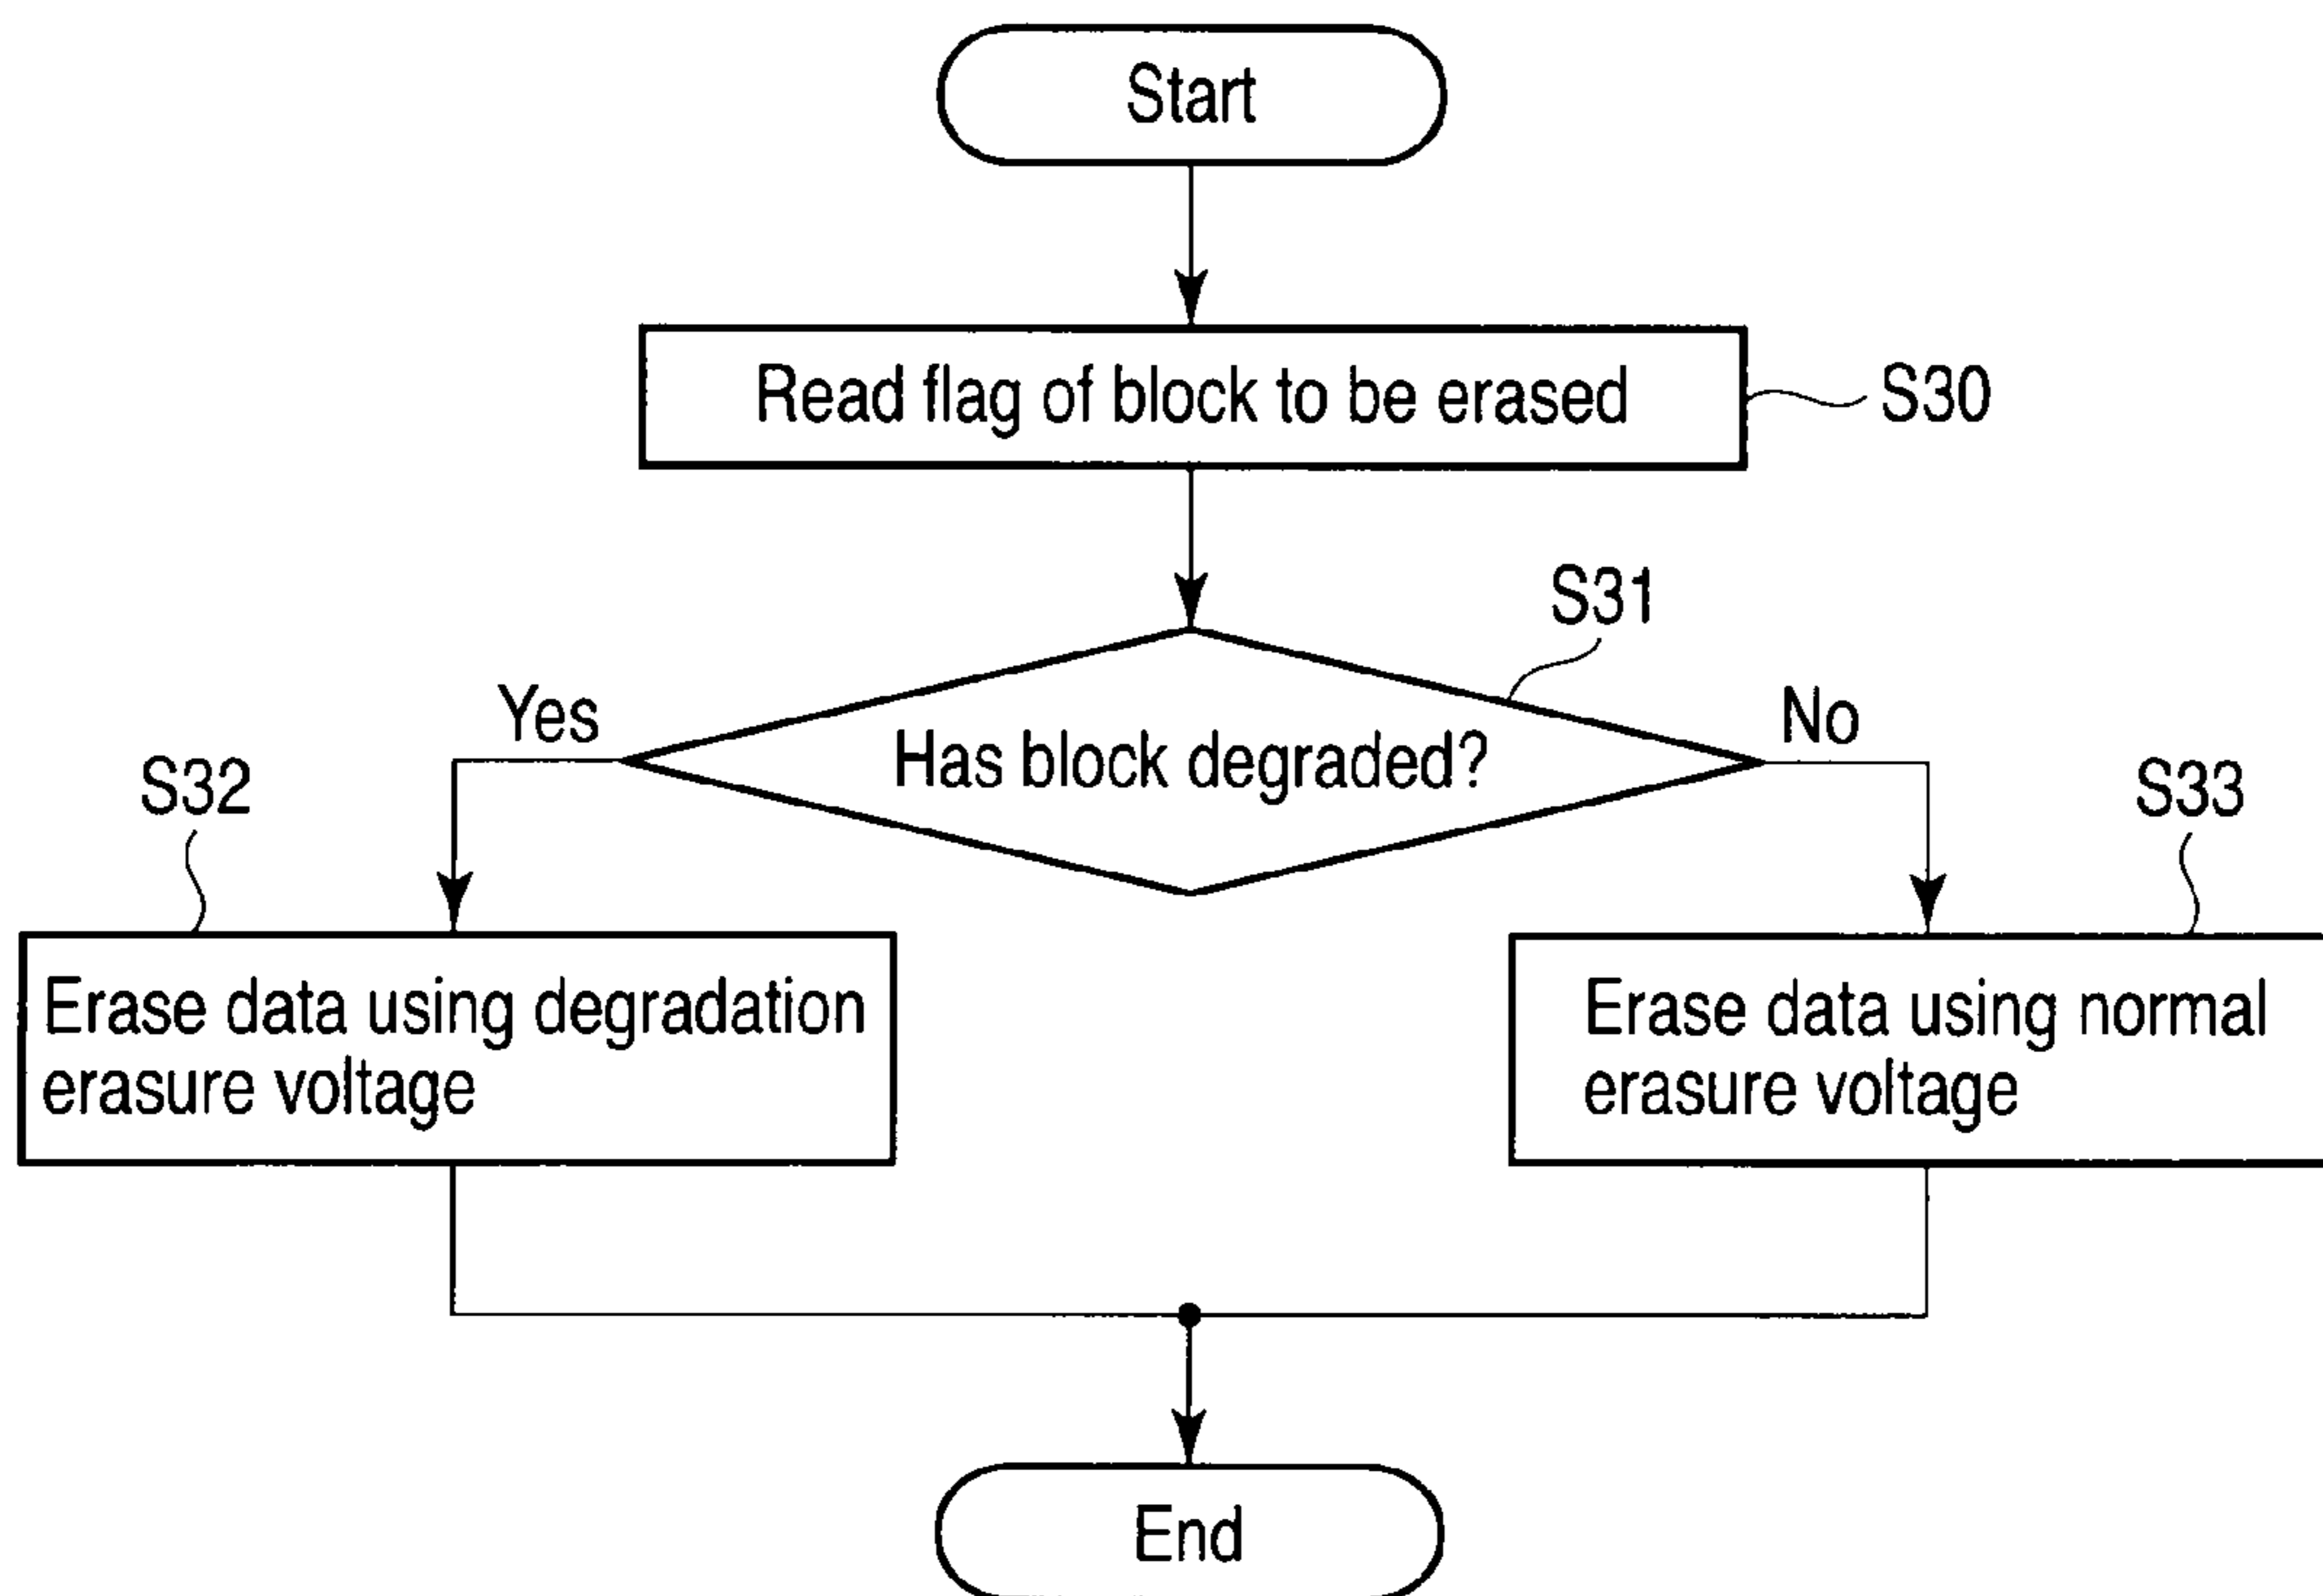 Start
Read flag of block to be erased
S30
S31
Yes
Has block degraded?
No
S32
S33
Erase data using degradation
erasure voltage
Erase data using normal
erasure voltage
End